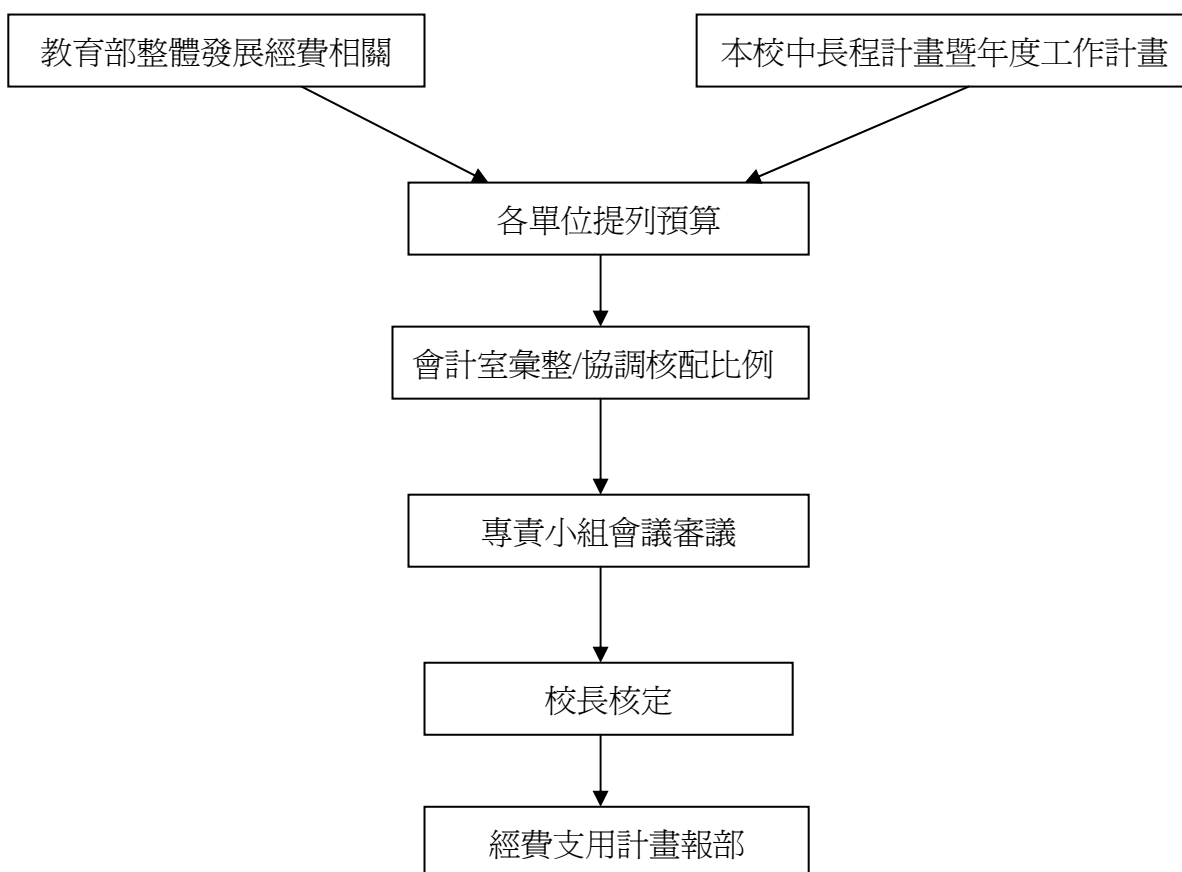 教育部整體發展經費相關
本校中長程計畫暨年度工作計畫
各單位提列預算
會計室彙整/協調核配比例
專責小組會議審議
校長核定
經費支用計畫報部